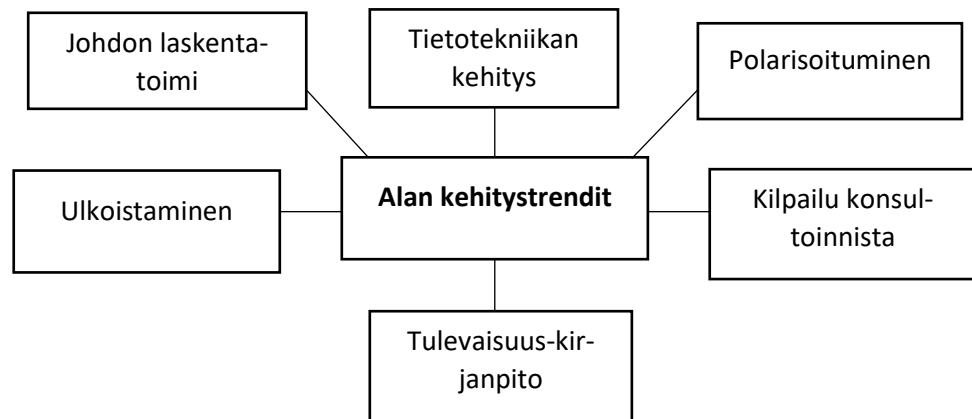 Johdon laskenta-
toimi
Tietotekniikan
kehitys
Polarisoituminen
Ulkoistaminen
Alan kehitystrendit
Kilpailu konsul-
toinnista
Tulevaisuus-kir-
janpito